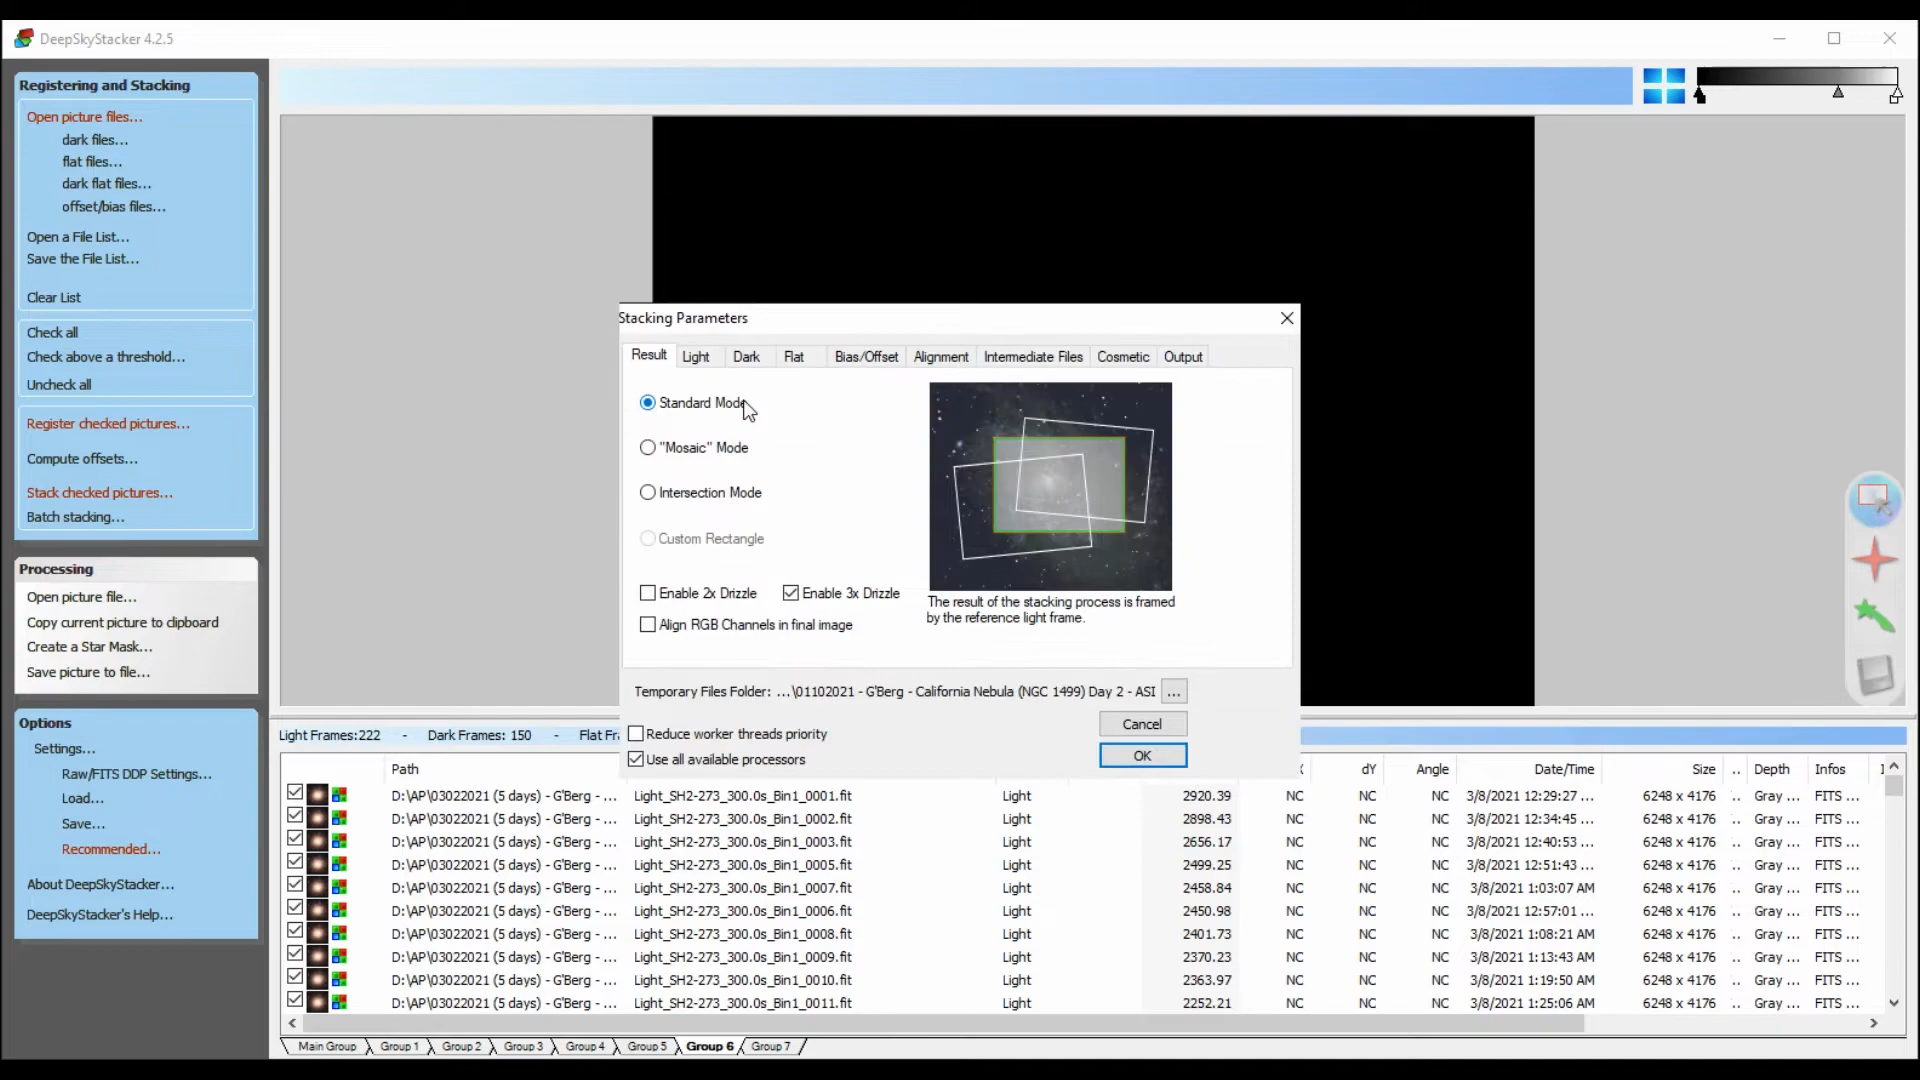 DeepSkyStacker 4.2.5
Registering and Stacking
Open picture files...
dark files...
flat files...
dark flat files...
offset/bias files...
Open a File List...
Save the File List...
Clear List
Check all
Check above a threshold...
Uncheck all
Register checked pictures...
Compute offsets...
Stack checked pictures...
Batch stacking...
Processing
Open picture file...
Copy current picture to clipboard
Create a Star Mask...
Save picture to file...
Options
Settings...
Raw/FITS DDP Settings...
Load...
Save...
Recommended...
About DeepSkyStacker...
DeepSkyStacker's Help...
Stacking Parameters
Result Light Dark Flat Bias/Offset Alignment Intermediate Files Cosmetic Output
Standard Mode
"Mosaic" Mode
Intersection Mode
Custom Rectangle
Enable 2x Drizzle Enable 3x Drizzle
Align RGB Channels in final image
The result of the stacking process is framed
by the reference light frame.
Temporary Files Folder: ...\01102021 - G'Berg - California Nebula (NGC 1499) Day 2 - ASI ...
Reduce worker threads priority
Use all available processors
Cancel
OK
Light Frames:222 - Dark Frames: 150 - Flat Fr
Path dY Angle Date/Time Size .. Depth Infos
D:\AP\03022021 (5 days) - G'Berg - ... Light_SH2-273_300.0s_Bin1_0001.fit Light 2920.39 NC NC NC 3/8/2021 12:29:27 ... 6248 x 4176 .. Gray ... FITS ...
D:\AP\03022021 (5 days) - G'Berg - ... Light_SH2-273_300.0s_Bin1_0002.fit Light 2898.43 NC NC NC 3/8/2021 12:34:45 ... 6248 x 4176 .. Gray ... FITS ...
D:\AP\03022021 (5 days) - G'Berg - ... Light_SH2-273_300.0s_Bin1_0003.fit Light 2656.17 NC NC NC 3/8/2021 12:40:53 ... 6248 x 4176 .. Gray ... FITS ...
D:\AP\03022021 (5 days) - G'Berg - ... Light_SH2-273_300.0s_Bin1_0005.fit Light 2499.25 NC NC NC 3/8/2021 12:51:43 ... 6248 x 4176 .. Gray ... FITS ...
D:\AP\03022021 (5 days) - G'Berg - ... Light_SH2-273_300.0s_Bin1_0007.fit Light 2458.84 NC NC NC 3/8/2021 1:03:07 AM 6248 x 4176 .. Gray ... FITS ...
D:\AP\03022021 (5 days) - G'Berg - ... Light_SH2-273_300.0s_Bin1_0006.fit Light 2450.98 NC NC NC 3/8/2021 12:57:01 ... 6248 x 4176 .. Gray ... FITS ...
D:\AP\03022021 (5 days) - G'Berg - ... Light_SH2-273_300.0s_Bin1_0008.fit Light 2401.73 NC NC NC 3/8/2021 1:08:21 AM 6248 x 4176 .. Gray ... FITS ...
D:\AP\03022021 (5 days) - G'Berg - ... Light_SH2-273_300.0s_Bin1_0009.fit Light 2370.23 NC NC NC 3/8/2021 1:13:43 AM 6248 x 4176 .. Gray ... FITS ...
D:\AP\03022021 (5 days) - G'Berg - ... Light_SH2-273_300.0s_Bin1_0010.fit Light 2363.97 NC NC NC 3/8/2021 1:19:50 AM 6248 x 4176 .. Gray ... FITS ...
D:\AP\03022021 (5 days) - G'Berg - ... Light_SH2-273_300.0s_Bin1_0011.fit Light 2252.21 NC NC NC 3/8/2021 1:25:06 AM 6248 x 4176 .. Gray ... FITS ...
Main Group Group 1 Group 2 Group 3 Group 4 Group 5 Group 6 Group 7